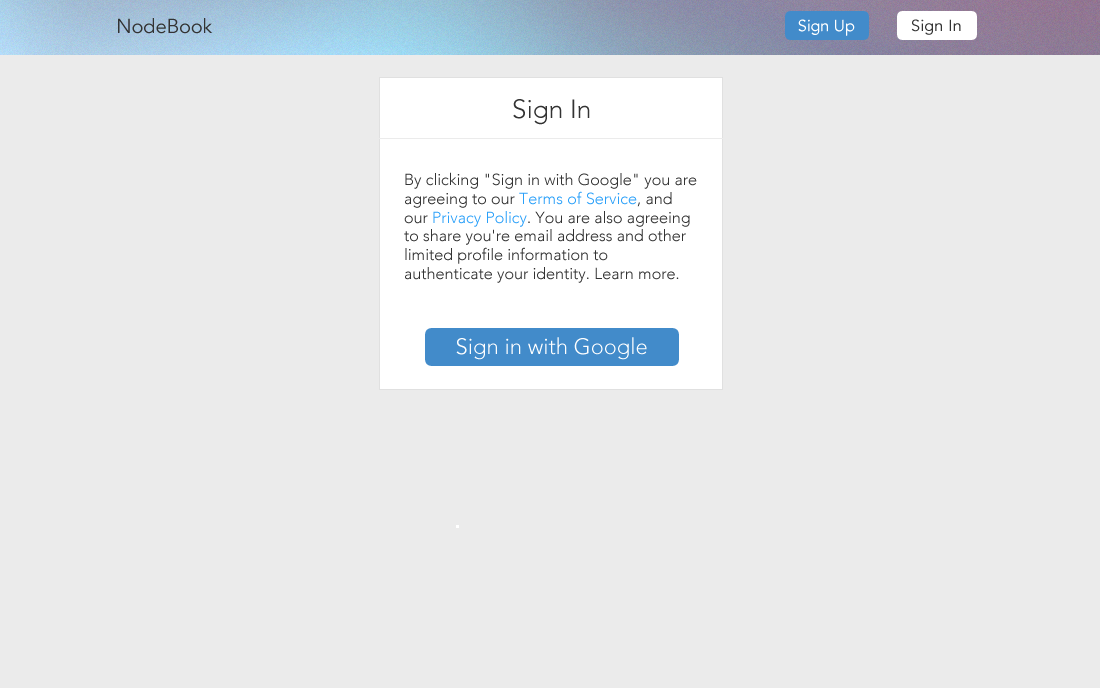 NodeBook
Sign Up
Sign In
Sign In
By clicking "Sign in with Google" you are
agreeing to our Terms of Service, and
our Privacy Policy. You are also agreeing
to share you're email address and other
limited profile information to
authenticate your identity. Learn more.
Sign in with Google